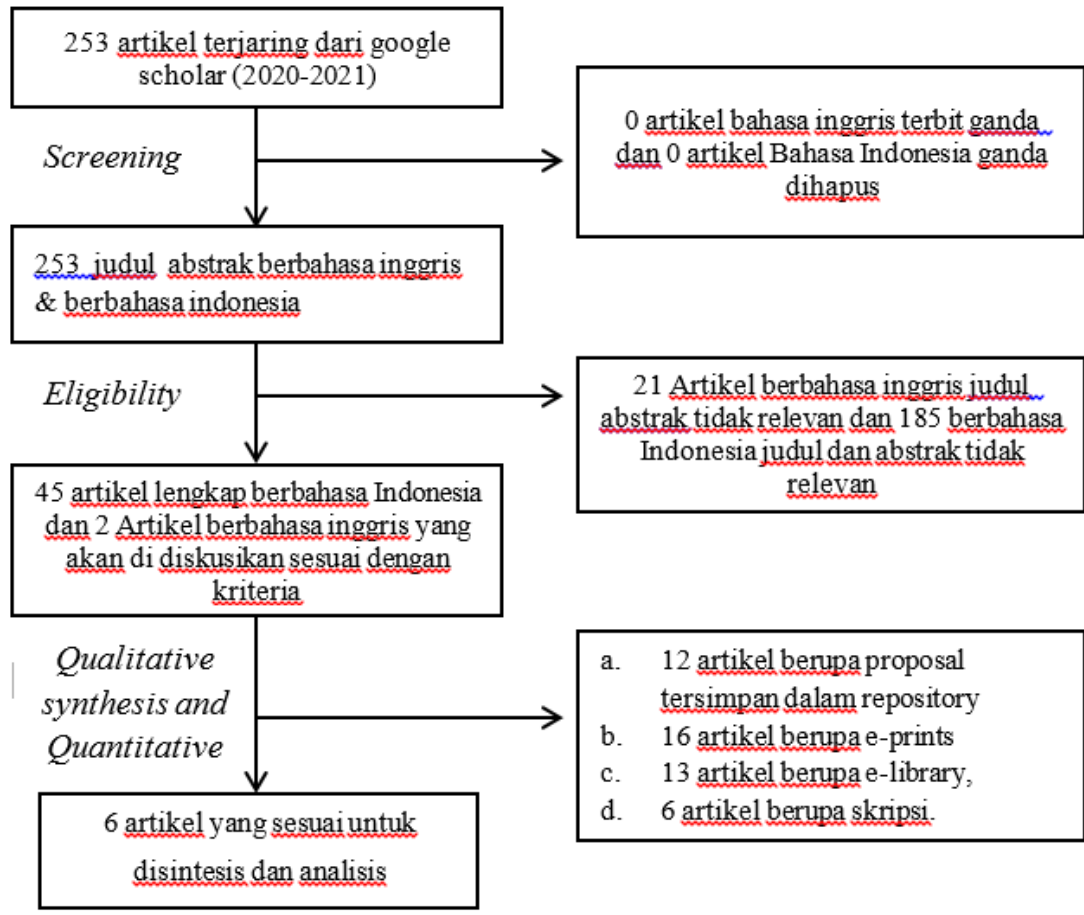 253 artikel terjaring dari google
scholar (2020-2021)
Screening
0 artikel bahasa inggris terbit ganda
dan 0 artikel Bahasa Indonesia ganda
dihapus
253 judul abstrak berbahasa inggris
& berbahasa indonesia
Eligibility
21 Artikel berbahasa inggris judul
abstrak tidak relevan dan 185 berbahasa
Indonesia judul dan abstrak tidak
relevan
45 artikel lengkap berbahasa Indonesia
dan 2 Artikel berbahasa inggris yang
akan di diskusikan sesuai dengan
kriteria
Qualitative
synthesis and
Quantitative
a. 12 artikel berupa proposal
tersimpan dalam repository
b. 16 artikel berupa e-prints
c. 13 artikel berupa e-library,
d. 6 artikel berupa skripsi.
6 artikel yang sesuai untuk
disintesis dan analisis